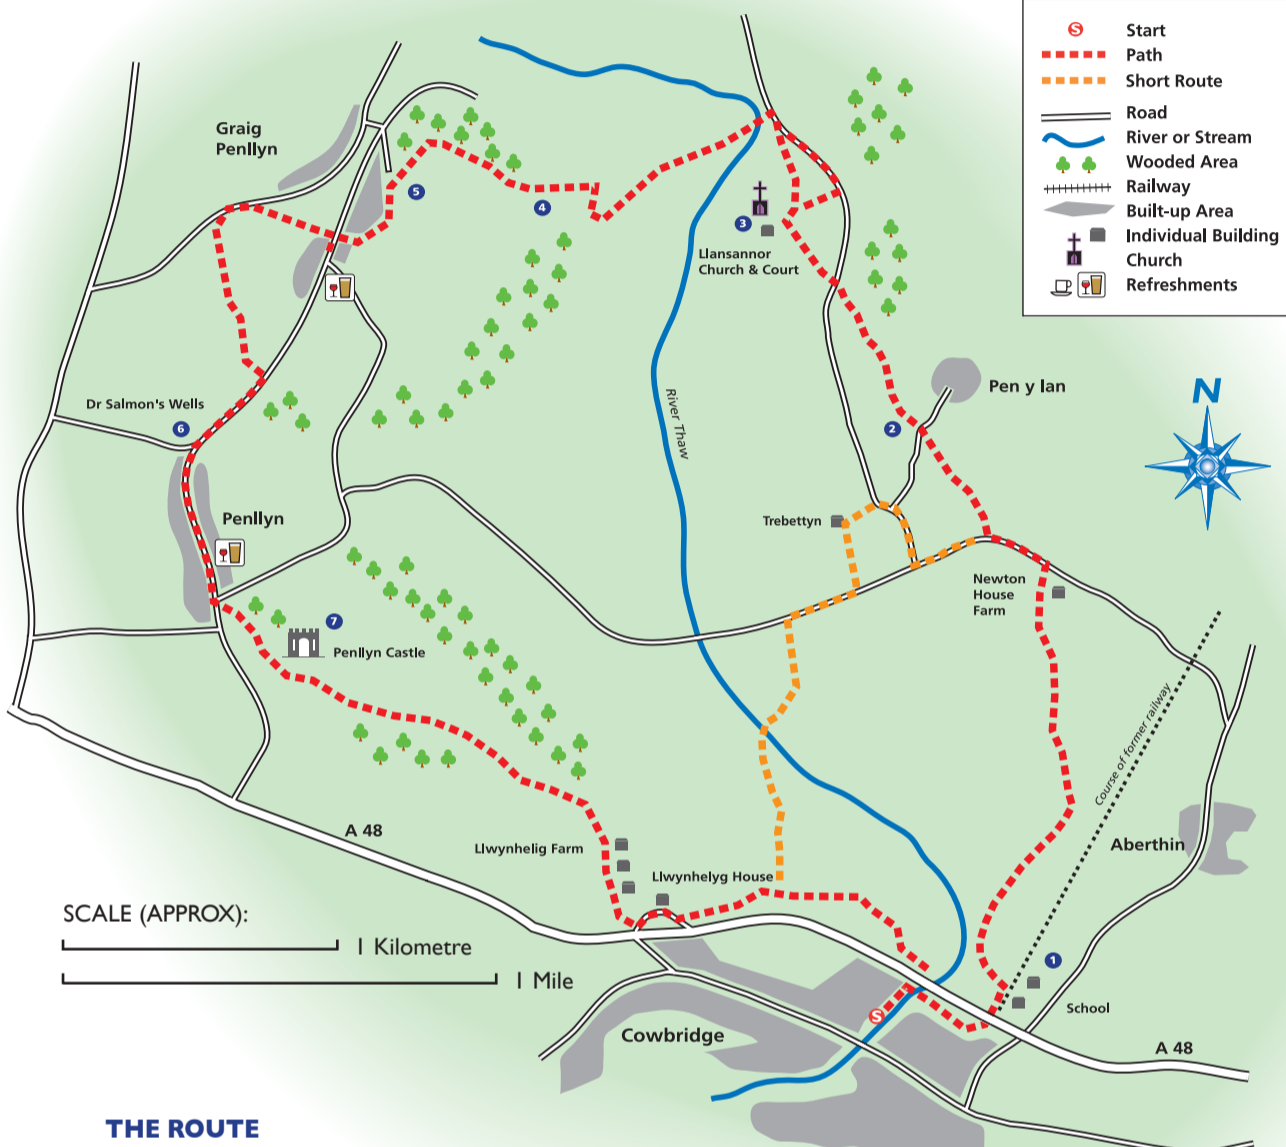 S Start
Path
Short Route
Road
River or Stream
Wooded Area
Railway
Built-up Area
Individual Building
Church
Refreshments
N
Graig
Penllyn
5
4
3
Llansannor
Church & Court
Pen y lan
2
River Thaw
Dr Salmon's Wells
6
Penllyn
Trebettyn
Newton
House
Farm
7
Penllyn Castle
Course of former railway
A 48
Llwynhelig Farm
Llwynhelyg House
Aberthin
SCALE (APPROX):
1 Kilometre
1 Mile
1
School
S
Cowbridge
A 48
THE ROUTE